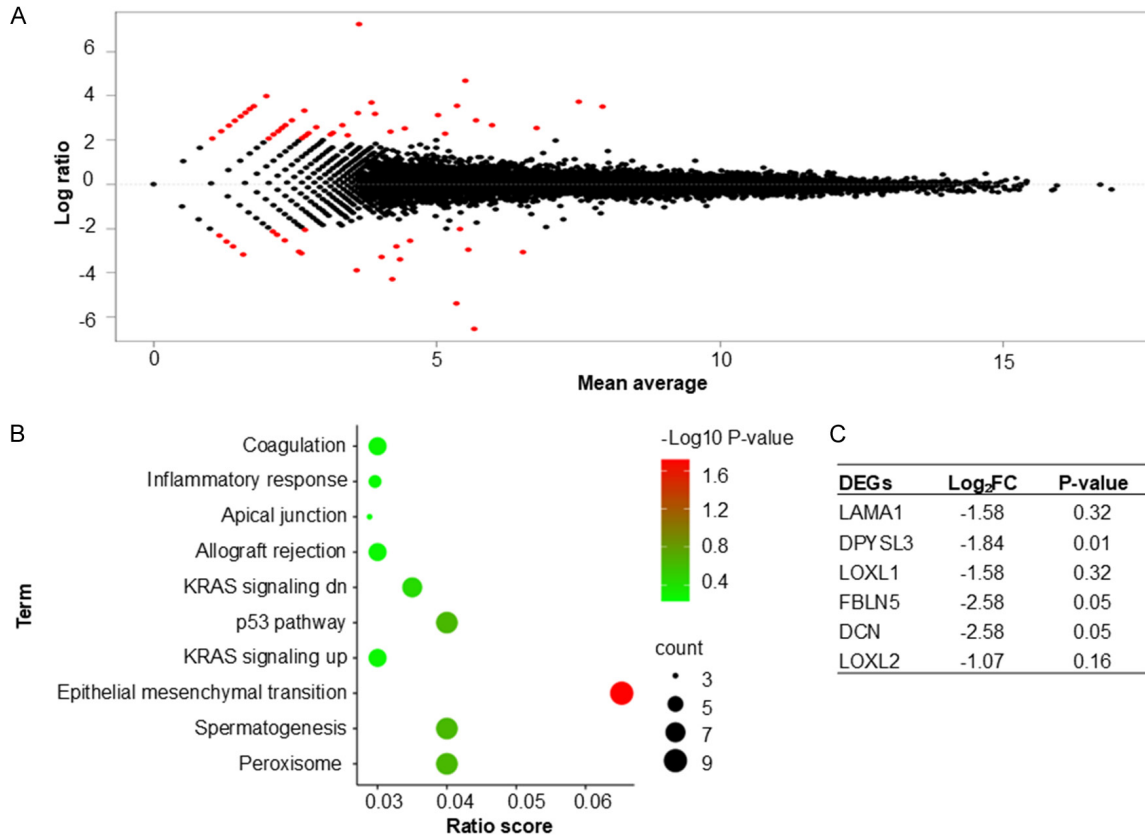 A
Log ratio
6
4
2
0
-2
-4
-6
0 5 10 15
Mean average
B
Term
Coagulation
Inflammatory response
Apical junction
Allograft rejection
KRAS signaling dn
p53 pathway
KRAS signaling up
Epithelial mesenchymal transition
Spermatogenesis
Peroxisome
0.03 0.04 0.05 0.06
Ratio score
-Log10 P-value
1.6
1.2
0.8
0.4
count
3
5
7
9
C
DEGs Log₂FC P-value
LAMA1 -1.58 0.32
DPYSL3 -1.84 0.01
LOXL1 -1.58 0.32
FBLN5 -2.58 0.05
DCN -2.58 0.05
LOXL2 -1.07 0.16